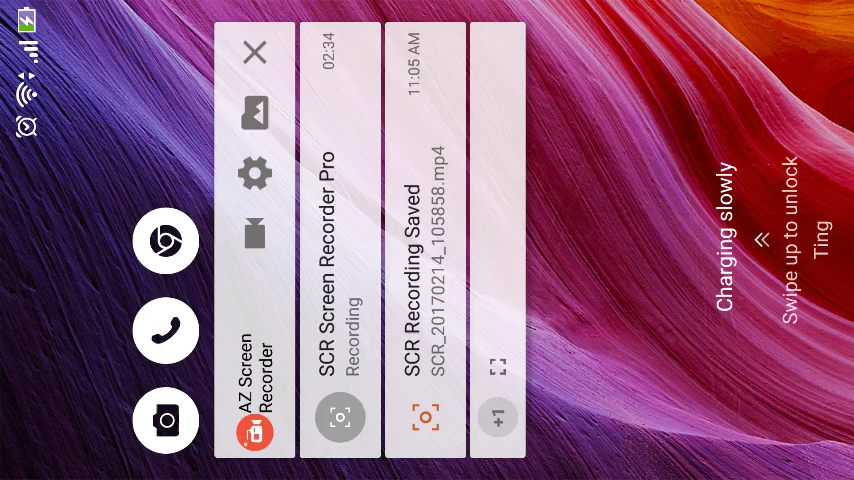 AZ Screen
Recorder
SCR Screen Recorder Pro
02:34
Recording
SCR Recording Saved
11:05 AM
SCR_20170214_105858.mp4
+1
Charging slowly
Swipe up to unlock
Ting